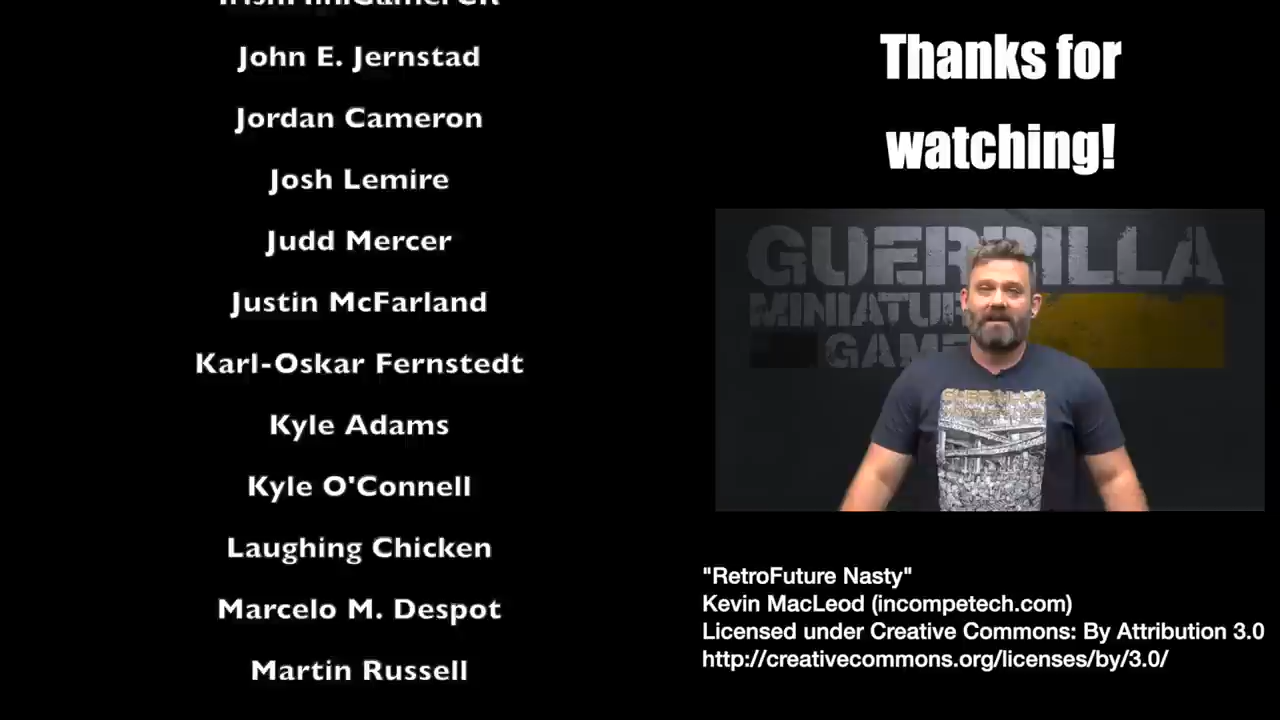 John E. Jernstad
Jordan Cameron
Josh Lemire
Judd Mercer
Justin McFarland
Karl-Oskar Fernstedt
Kyle Adams
Kyle O'Connell
Laughing Chicken
Marcelo M. Despot
Martin Russell
Thanks for
watching!
GUERRILLA
"RetroFuture Nasty"
Kevin MacLeod (incompetech.com)
Licensed under Creative Commons: By Attribution 3.0
http://creativecommons.org/licenses/by/3.0/